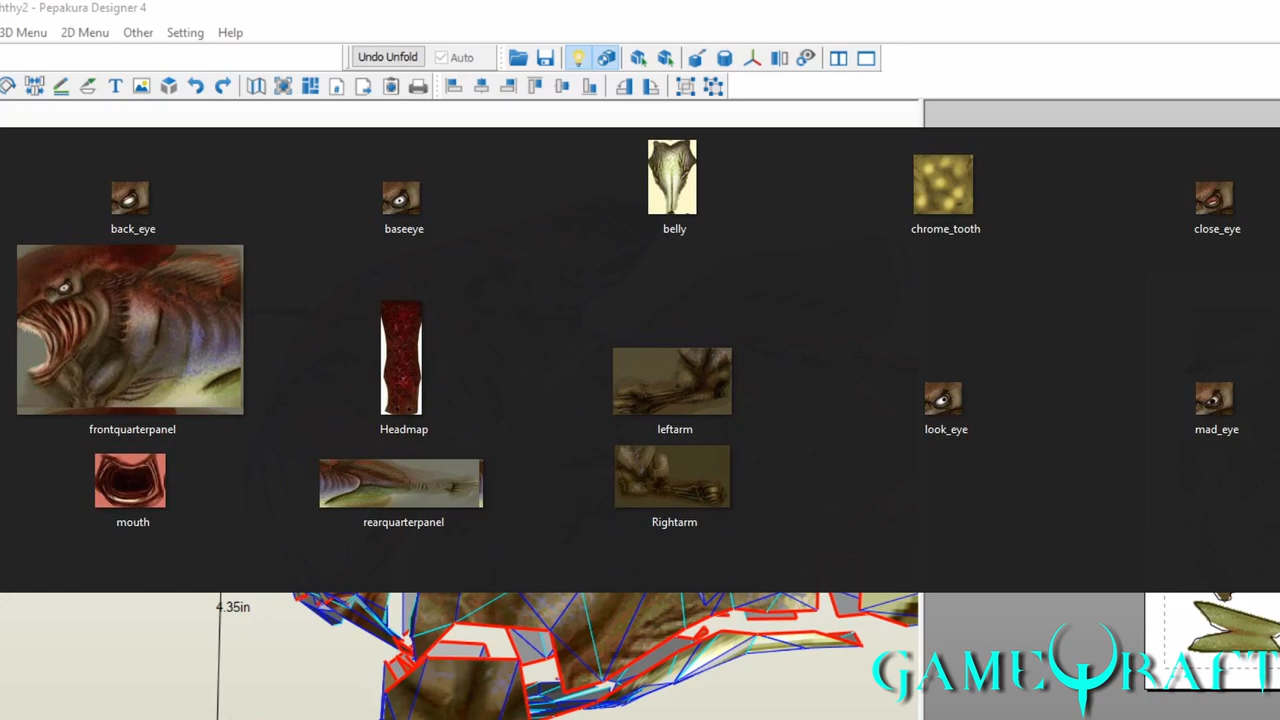 hthy2 - Pepakura Designer 4
3D Menu 2D Menu Other Setting Help
Undo Unfold Auto
back_eye baseeye belly chrome_tooth close_eye
frontquarterpanel Headmap leftarm look_eye mad_eye
mouth rearquarterpanel Rightarm
4.35in
GAMEQRAFT